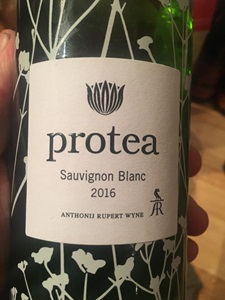 protea
Sauvignon Blanc
2016
ANTHONIJ RUPERT WYNE
AR